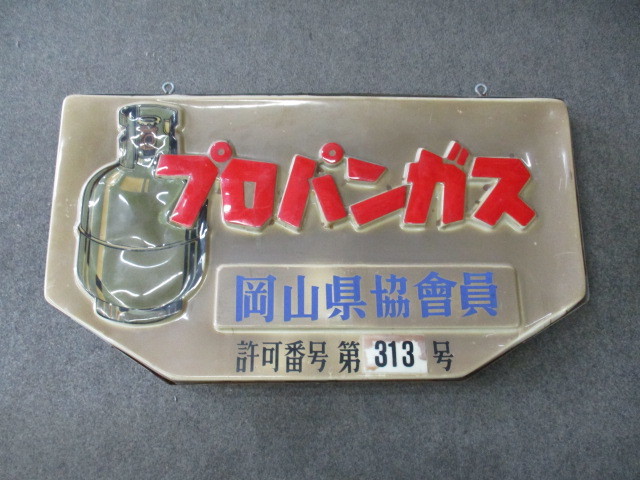 プロパンガス
岡山県協會員
許可番号 第 313 号